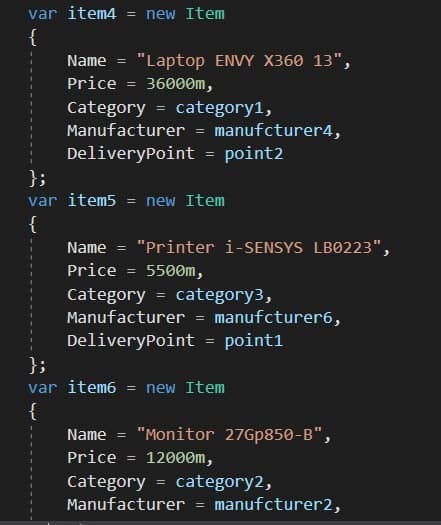 var item4 = new Item
{
Name = "Laptop ENVY X360 13",
Price = 36000m,
Category = category1,
Manufacturer = manufcturer4,
DeliveryPoint = point2
};
var item5 = new Item
{
Name = "Printer i-SENSYS LB0223",
Price = 5500m,
Category = category3,
Manufacturer = manufcturer6,
DeliveryPoint = point1
};
var item6 = new Item
{
Name = "Monitor 27Gp850-B",
Price = 12000m,
Category = category2,
Manufacturer = manufcturer2,